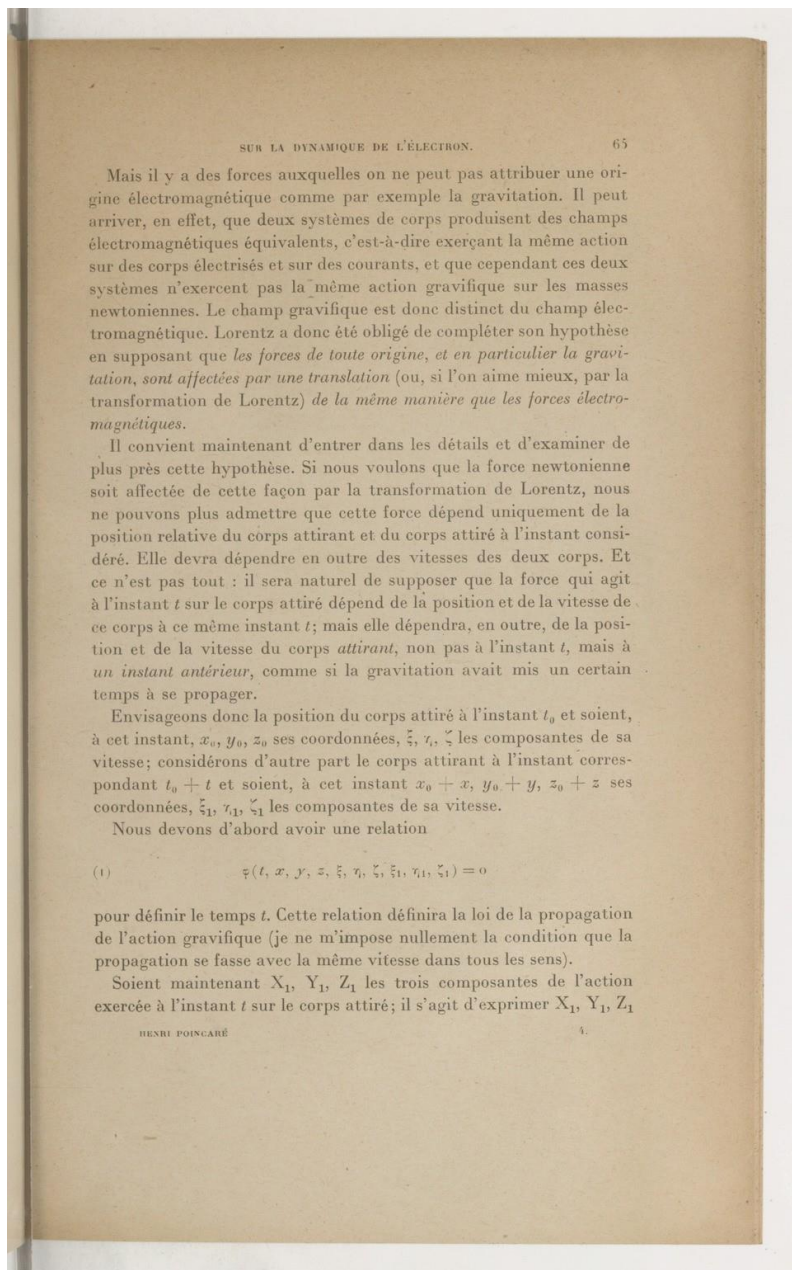 SUR LA DYNAMIQUE DE L'ÉLECTRON. 65
Mais il y a des forces auxquelles on ne peut pas attribuer une ori-
gine électromagnétique comme par exemple la gravitation. Il peut
arriver, en effet, que deux systèmes de corps produisent des champs
électromagnétiques équivalents, c'est-à-dire exerçant la même action
sur des corps électrisés et sur des courants, et que cependant ces deux
systèmes n'exercent pas la même action gravifique sur les masses
newtoniennes. Le champ gravifique est donc distinct du champ élec-
tromagnétique. Lorentz a donc été obligé de compléter son hypothèse
en supposant que les forces de toute origine, et en particulier la gravi-
tation, sont affectées par une translation (ou, si l'on aime mieux, par la
transformation de Lorentz) de la même manière que les forces électro-
magnétiques.
Il convient maintenant d'entrer dans les détails et d'examiner de
plus près cette hypothèse. Si nous voulons que la force newtonienne
soit affectée de cette façon par la transformation de Lorentz, nous
ne pouvons plus admettre que cette force dépend uniquement de la
position relative du corps attirant et du corps attiré à l'instant consi-
déré. Elle devra dépendre en outre des vitesses des deux corps. Et
ce n'est pas tout : il sera naturel de supposer que la force qui agit
à l'instant t sur le corps attiré dépend de la position et de la vitesse de
ce corps à ce même instant t; mais elle dépendra, en outre, de la posi-
tion et de la vitesse du corps attirant, non pas à l'instant t, mais à
un instant antérieur, comme si la gravitation avait mis un certain
temps à se propager.
Envisageons donc la position du corps attiré à l'instant t₀ et soient,
à cet instant, x₀, y₀, z₀ ses coordonnées, ξ, η, ζ les composantes de sa
vitesse; considérons d'autre part le corps attirant à l'instant corres-
pondant t₀ + t et soient, à cet instant x₀ + x, y₀ + y, z₀ + z ses
coordonnées, ξ₁, η₁, ζ₁ les composantes de sa vitesse.
Nous devons d'abord avoir une relation
(1) φ(t, x, y, z, ξ, η, ζ, ξ₁, η₁, ζ₁) = 0
pour définir le temps t. Cette relation définira la loi de la propagation
de l'action gravifique (je ne m'impose nullement la condition que la
propagation se fasse avec la même vitesse dans tous les sens).
Soient maintenant X₁, Y₁, Z₁ les trois composantes de l'action
exercée à l'instant t sur le corps attiré; il s'agit d'exprimer X₁, Y₁, Z₁
HENRI POINCARÉ 4.